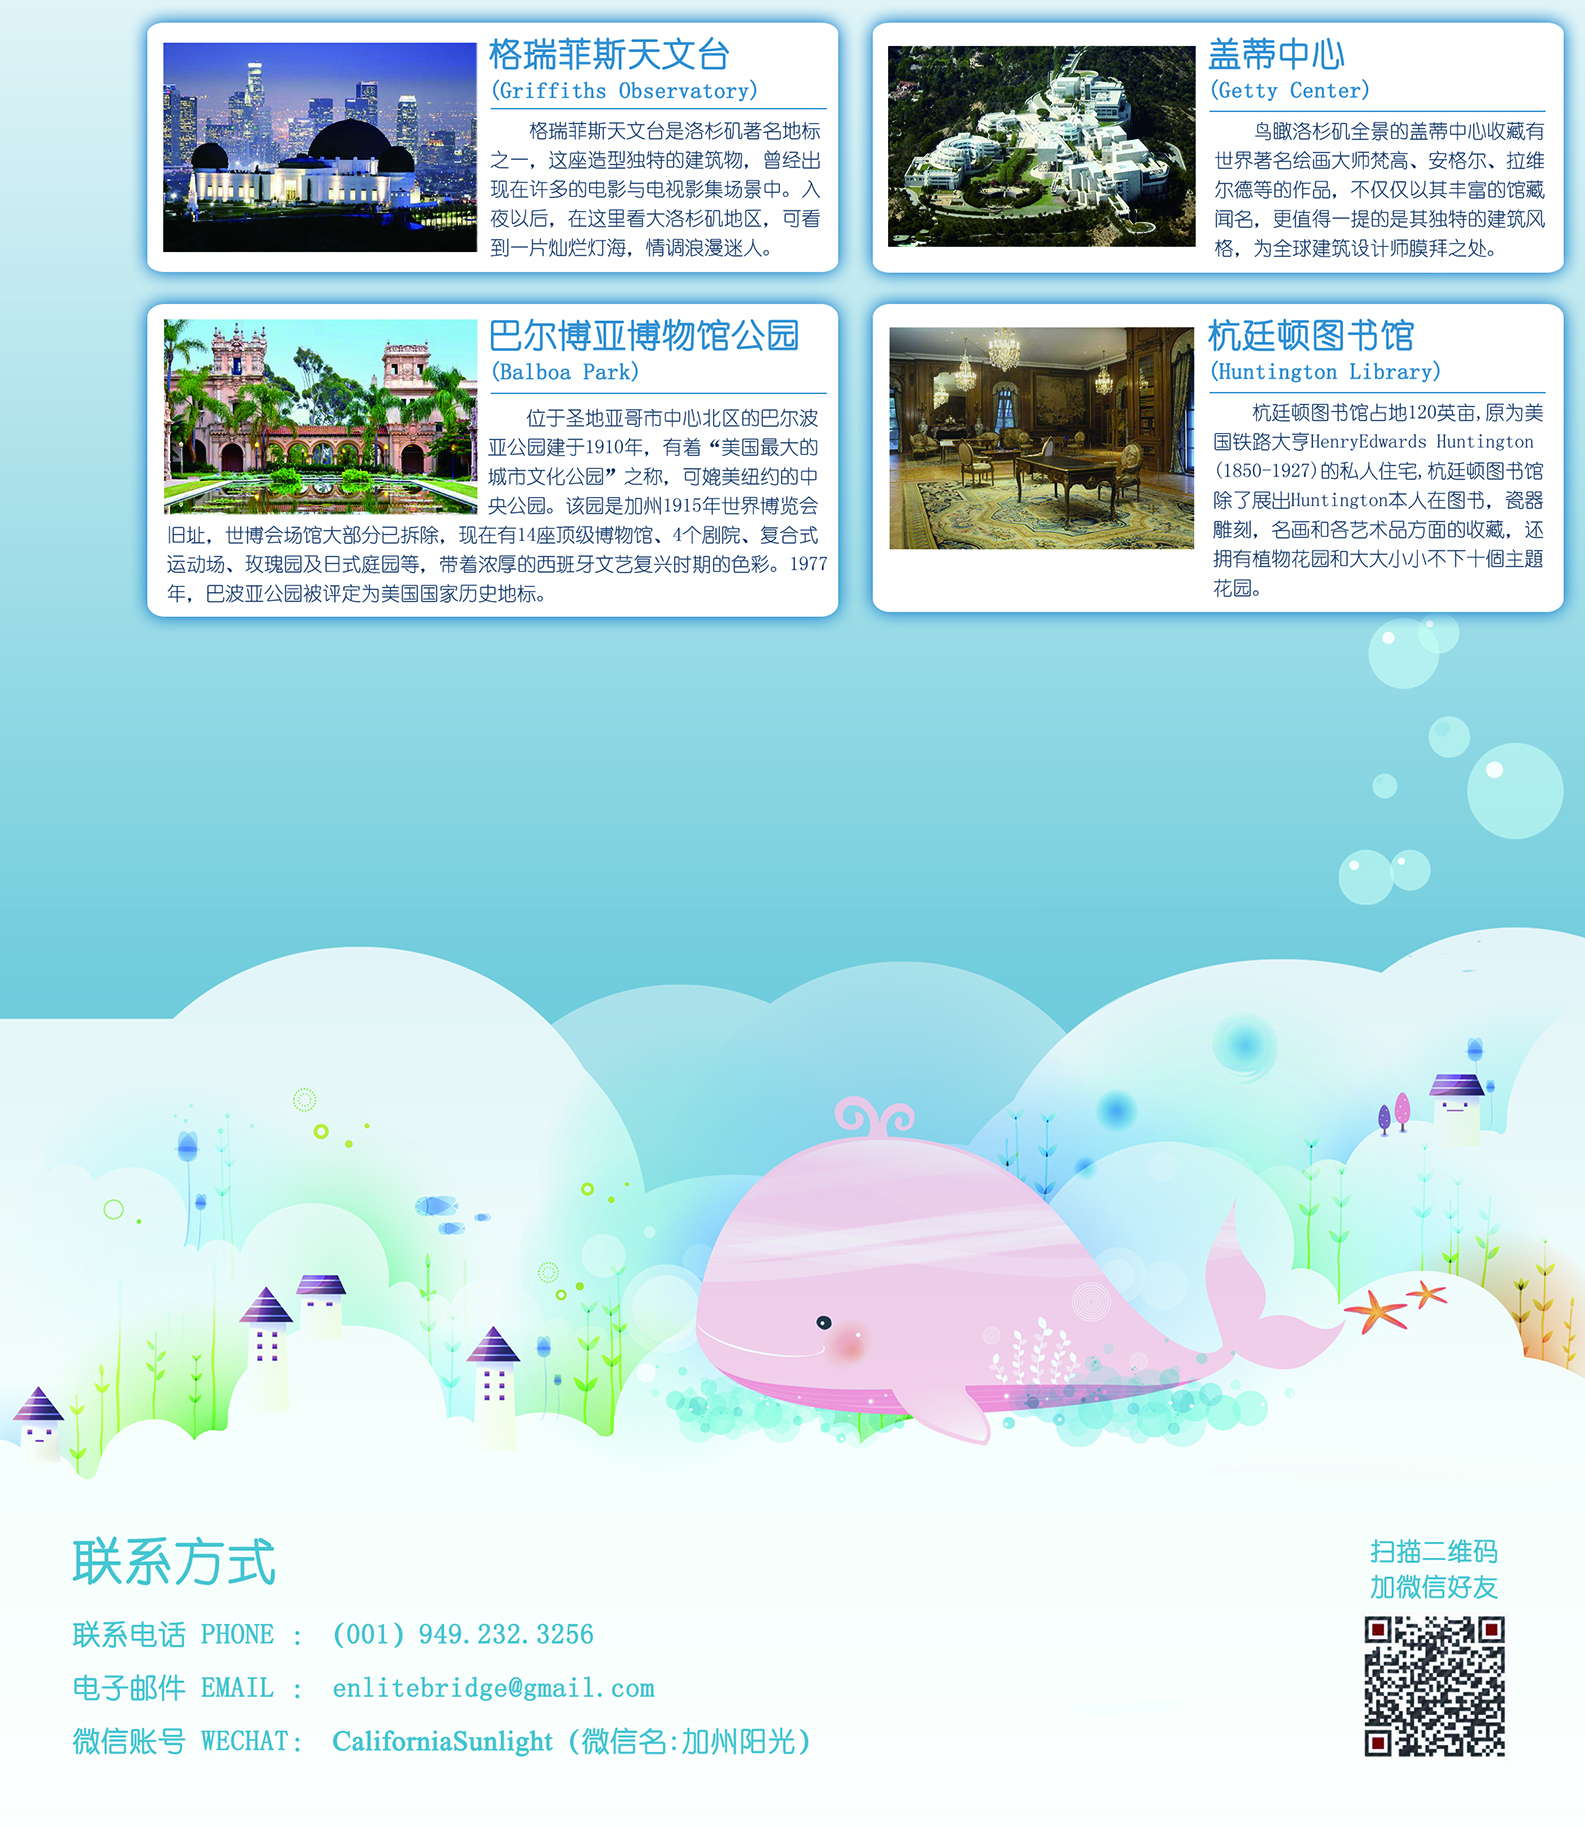 格瑞菲斯天文台
(Griffiths Observatory)
格瑞菲斯天文台是洛杉矶著名地标
之一，这座造型独特的建筑物，曾经出
现在许多的电影与电视影集场景中。入
夜以后，在这里看大洛杉矶地区，可看
到一片灿烂灯海，情调浪漫迷人。
盖蒂中心
(Getty Center)
鸟瞰洛杉矶全景的盖蒂中心收藏有
世界著名绘画大师梵高、安格尔、拉维
尔德等的作品，不仅仅以其丰富的馆藏
闻名，更值得一提的是其独特的建筑风
格，为全球建筑设计师膜拜之处。
巴尔博亚博物馆公园
(Balboa Park)
位于圣地亚哥市中心北区的巴尔波
亚公园建于1910年，有着“美国最大的
城市文化公园”之称，可媲美纽约的中
央公园。该园是加州1915年世界博览会
旧址，世博会场馆大部分已拆除，现在有14座顶级博物馆、4个剧院、复合式
运动场、玫瑰园及日式庭园等，带着浓厚的西班牙文艺复兴时期的色彩。1977
年，巴波亚公园被评定为美国国家历史地标。
杭廷顿图书馆
(Huntington Library)
杭廷顿图书馆占地120英亩,原为美
国铁路大亨HenryEdwards Huntington
(1850-1927)的私人住宅,杭廷顿图书馆
除了展出Huntington本人在图书，瓷器
雕刻，名画和各艺术品方面的收藏，还
拥有植物花园和大大小小不下十個主題
花园。
联系方式
联系电话 PHONE ： (001) 949.232.3256
电子邮件 EMAIL ： enlitebridge@gmail.com
微信账号 WECHAT： CaliforniaSunlight (微信名:加州阳光)
扫描二维码
加微信好友